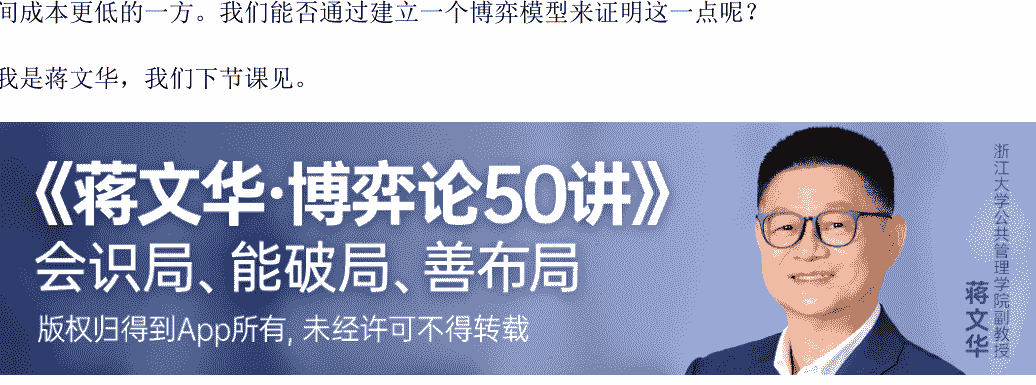 间成本更低的一方。我们能否通过建立一个博弈模型来证明这一点呢？
我是蒋文华，我们下节课见。
《蒋文华·博弈论50讲》
会识局、能破局、善布局
版权归得到App所有, 未经许可不得转载
浙江大学公共管理学院副教授
蒋文华